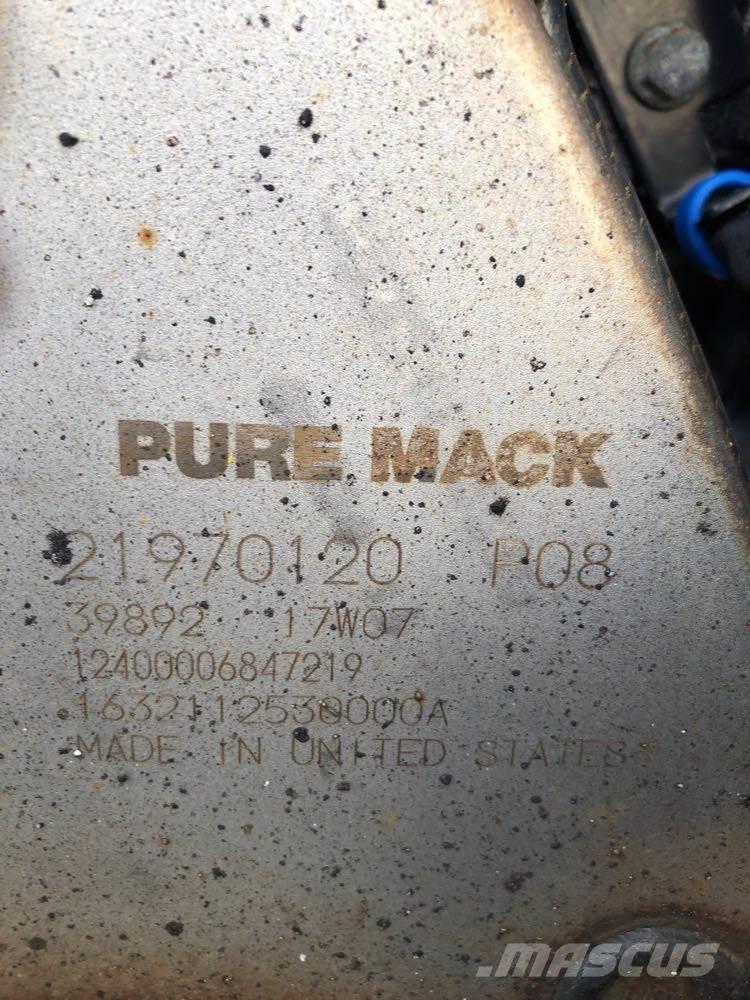 PURE MACK
21970120 P08
39892 17W07
12400006847219
1632112530000A
MADE IN UNITED STATES
MASCUS